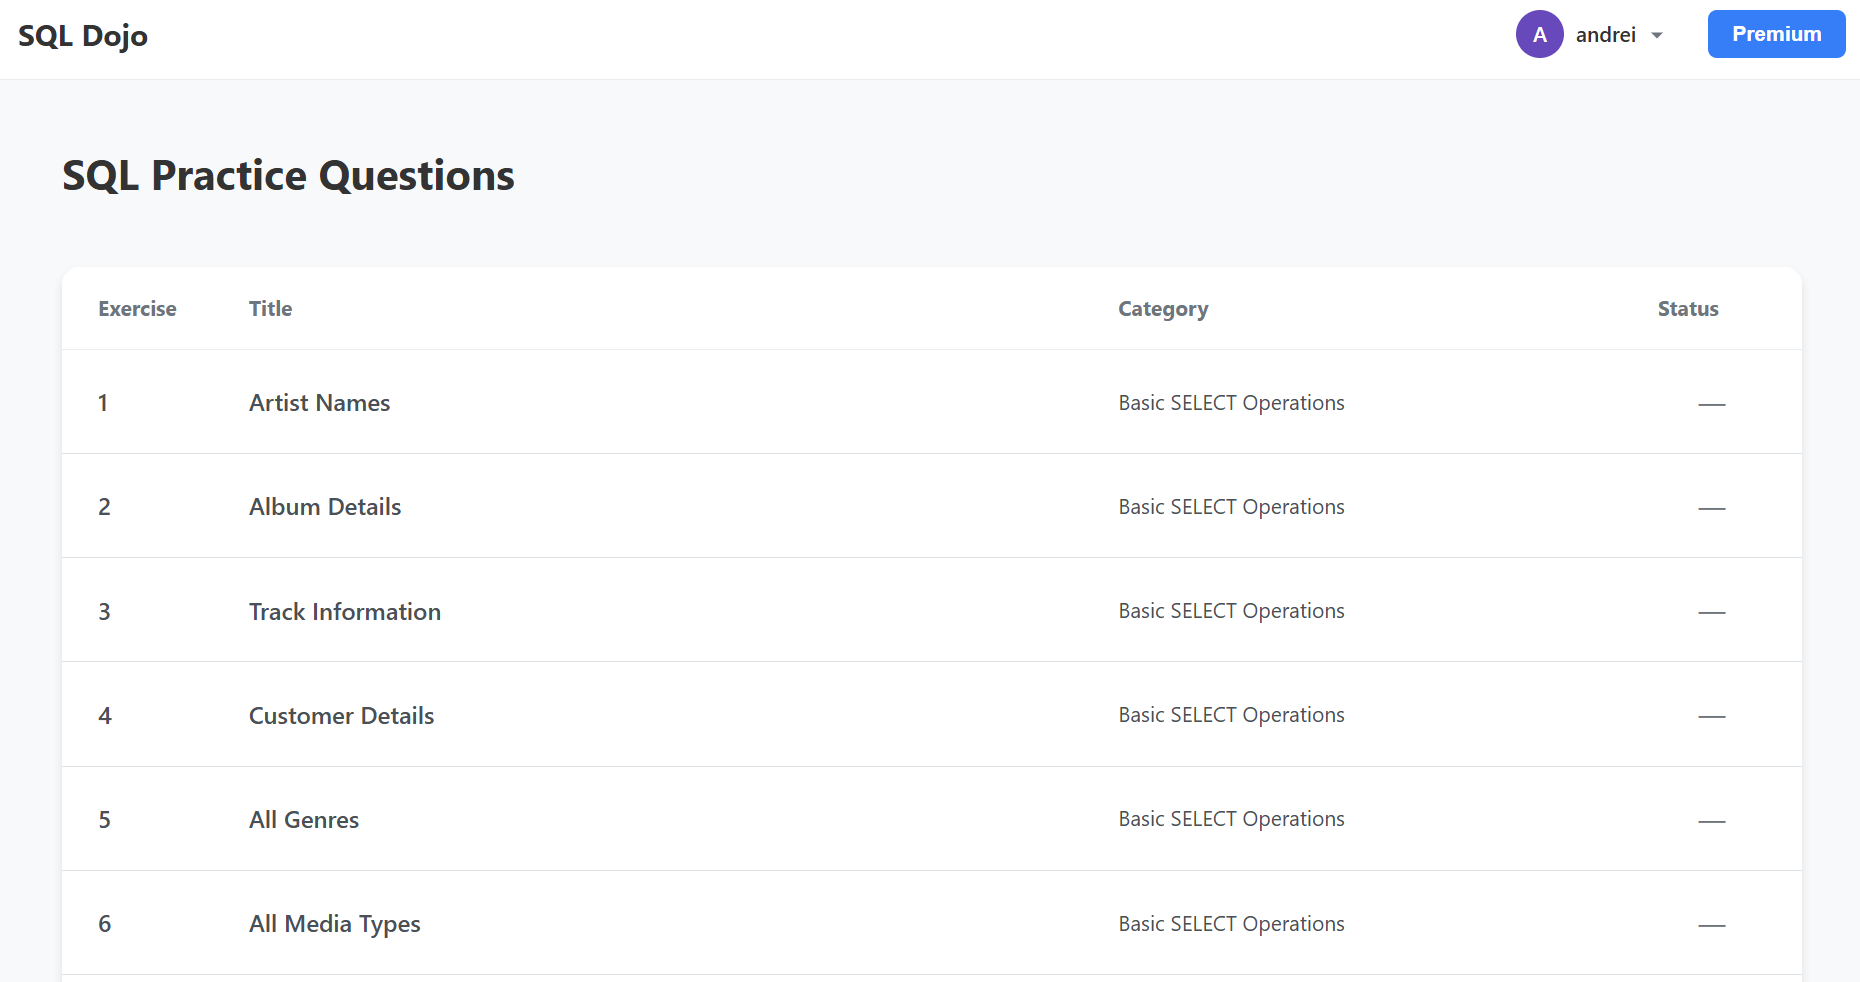 SQL Dojo
A andrei Premium
SQL Practice Questions
Exercise Title Category Status
1 Artist Names Basic SELECT Operations —
2 Album Details Basic SELECT Operations —
3 Track Information Basic SELECT Operations —
4 Customer Details Basic SELECT Operations —
5 All Genres Basic SELECT Operations —
6 All Media Types Basic SELECT Operations —